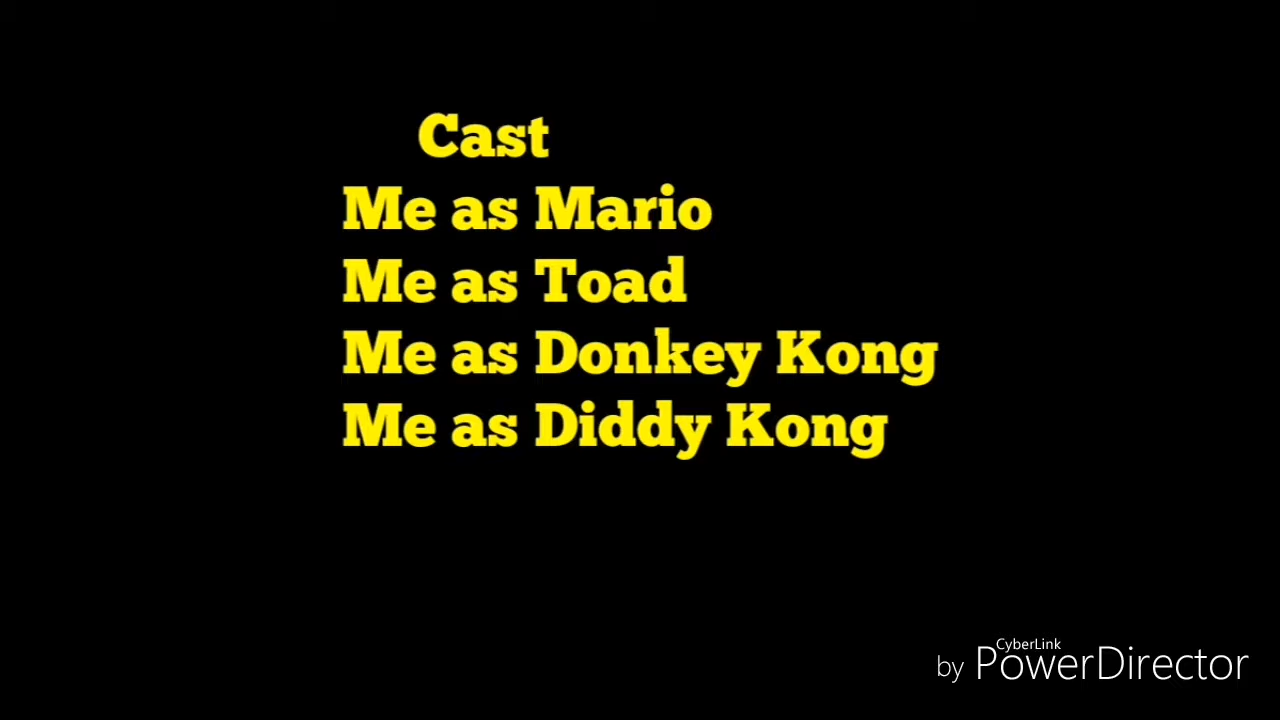 Cast
Me as Mario
Me as Toad
Me as Donkey Kong
Me as Diddy Kong
CyberLink
by PowerDirector